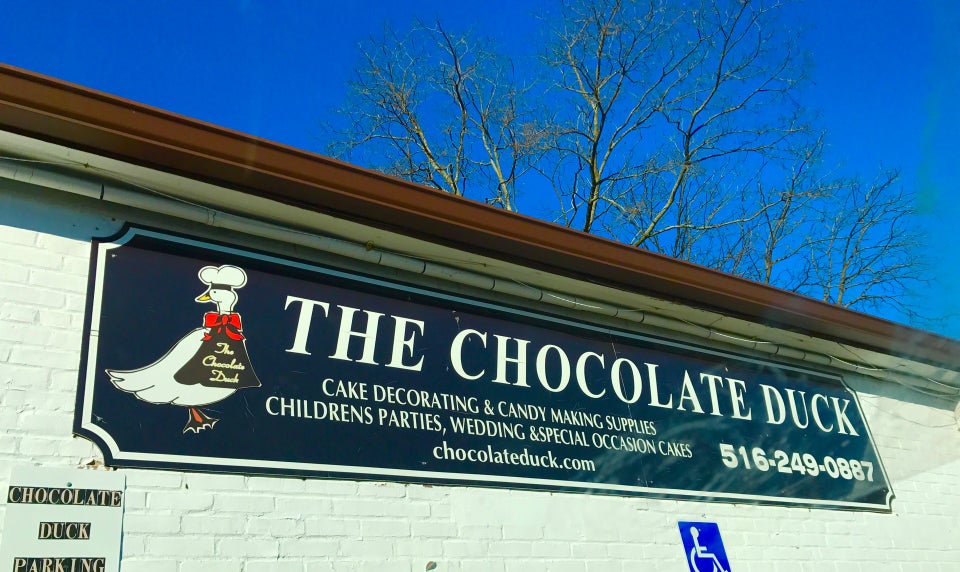 The
Chocolate
Duck
THE CHOCOLATE DUCK
CAKE DECORATING & CANDY MAKING SUPPLIES
CHILDRENS PARTIES, WEDDING &SPECIAL OCCASION CAKES
chocolateduck.com
516-249-0887
CHOCOLATE
DUCK
PARKING